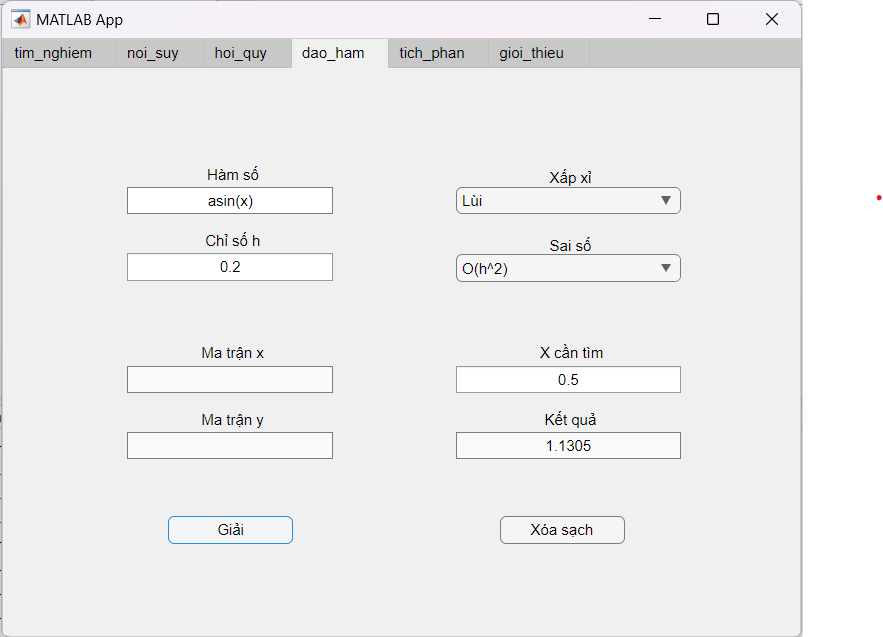 MATLAB App
tim_nghiem noi_suy hoi_quy dao_ham tich_phan gioi_thieu
Hàm số
asin(x)
Xấp xỉ
Lùi
Chỉ số h
0.2
Sai số
O(h^2)
Ma trận x
X cần tìm
0.5
Ma trận y
Kết quả
1.1305
Giải
Xóa sạch